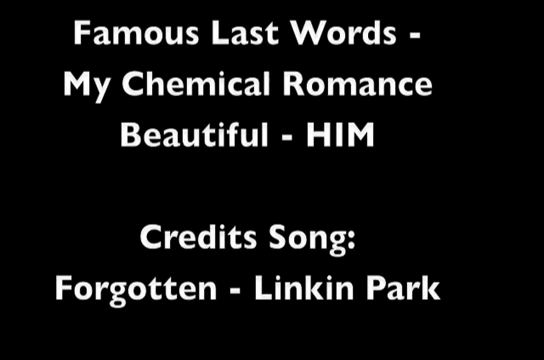 Famous Last Words -
My Chemical Romance
Beautiful - HIM
Credits Song:
Forgotten - Linkin Park